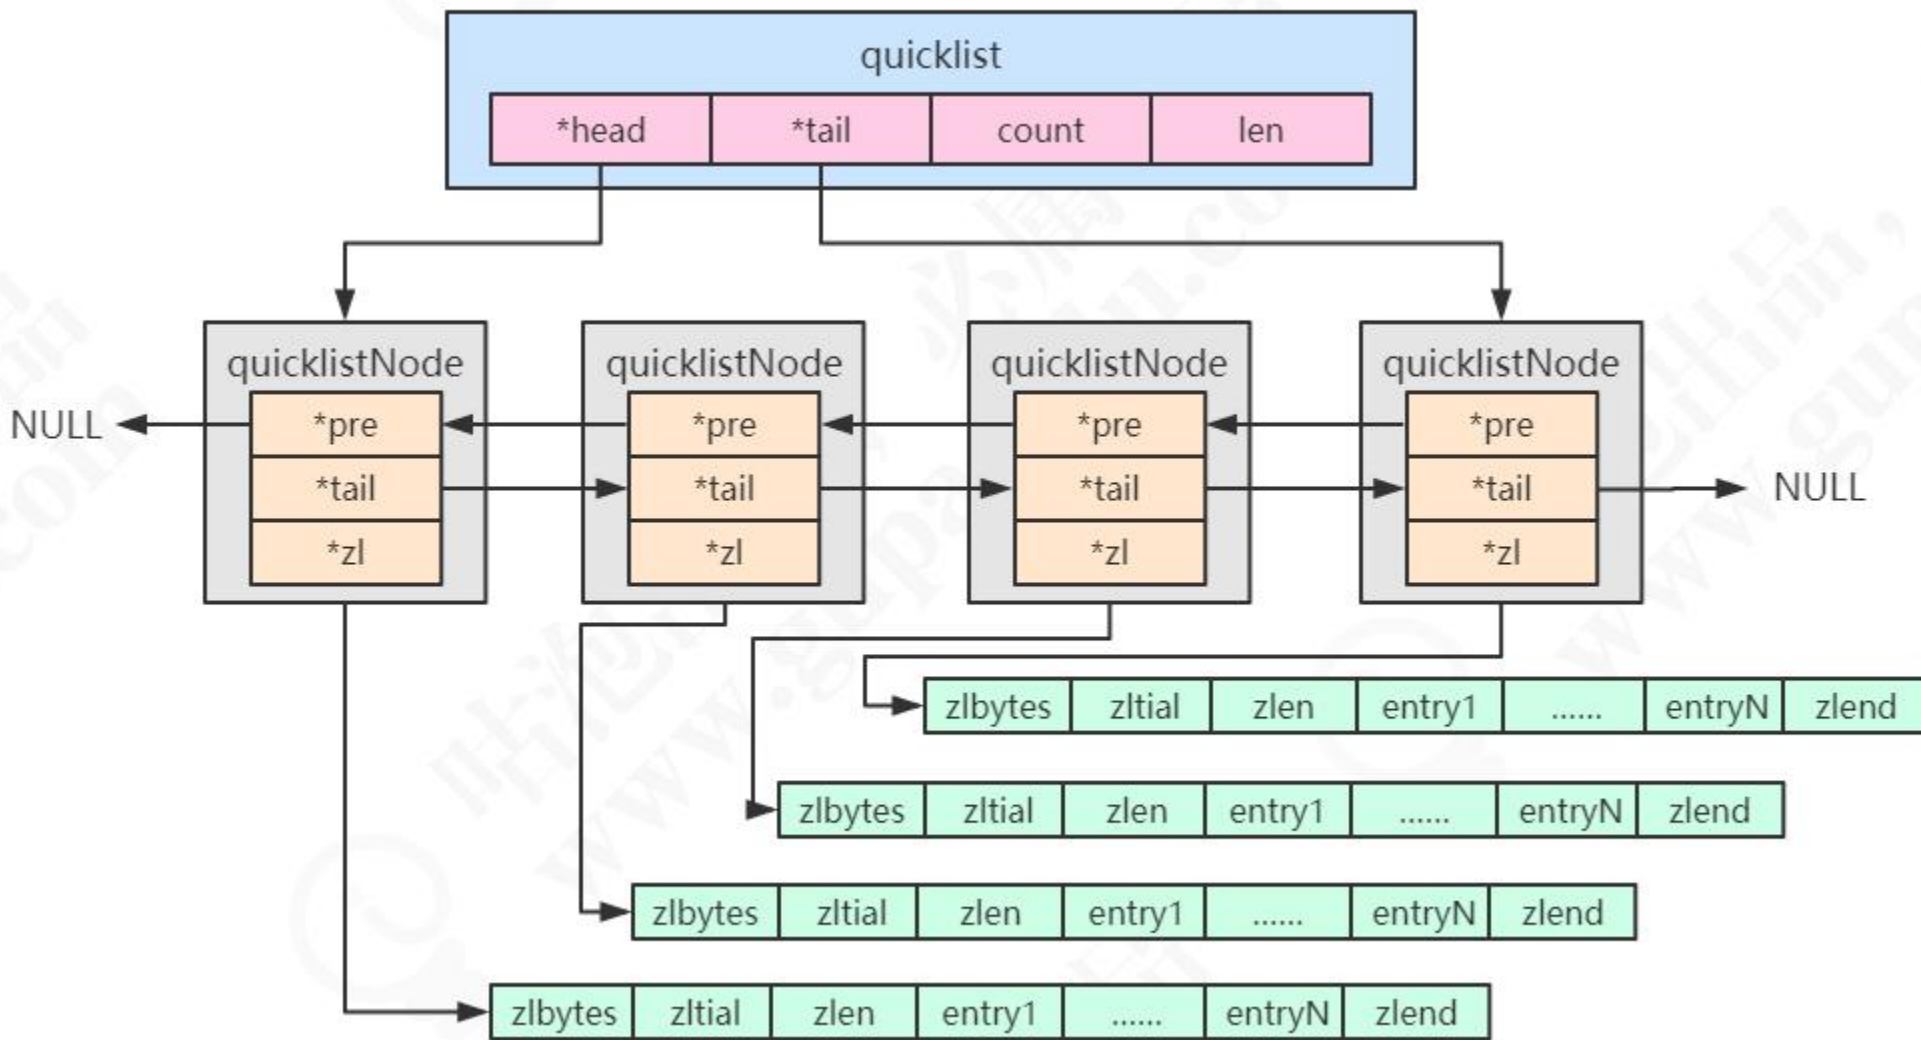 quicklist
*head *tail count len
quicklistNode quicklistNode quicklistNode quicklistNode
NULL *pre *pre *pre *pre
*tail *tail *tail *tail NULL
*zl *zl *zl *zl
zlbytes zltial zlen entry1 ...... entryN zlend
zlbytes zltial zlen entry1 ...... entryN zlend
zlbytes zltial zlen entry1 ...... entryN zlend
zlbytes zltial zlen entry1 ...... entryN zlend